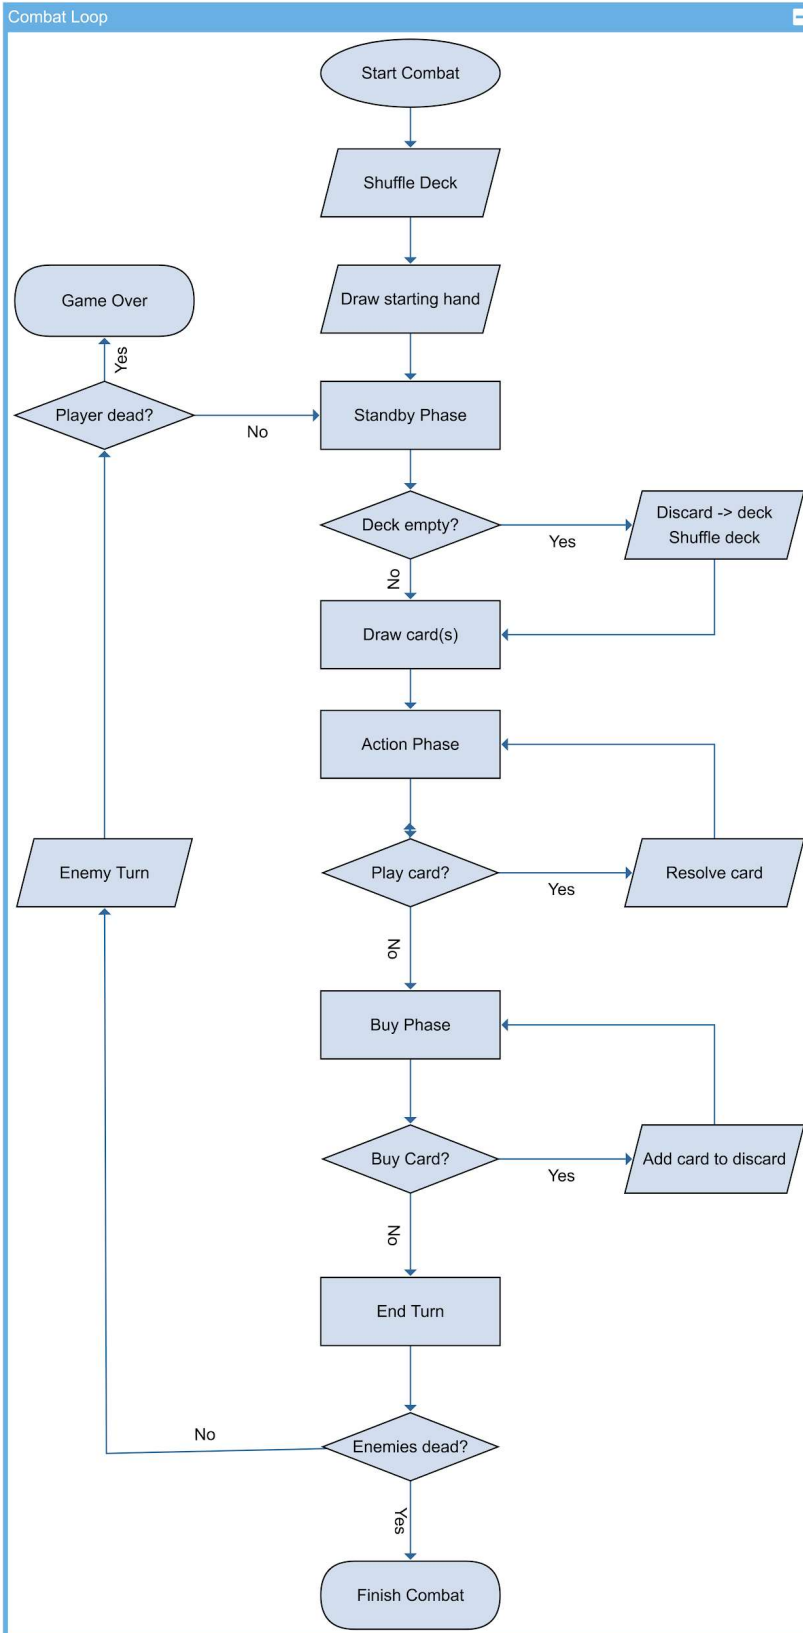 Combat Loop
Start Combat
Shuffle Deck
Draw starting hand
Game Over
Yes
Player dead?
No
Standby Phase
Deck empty?
Yes
Discard -> deck
Shuffle deck
No
Draw card(s)
Action Phase
Enemy Turn
Play card?
Yes
Resolve card
No
Buy Phase
Buy Card?
Yes
Add card to discard
No
End Turn
No
Enemies dead?
Yes
Finish Combat